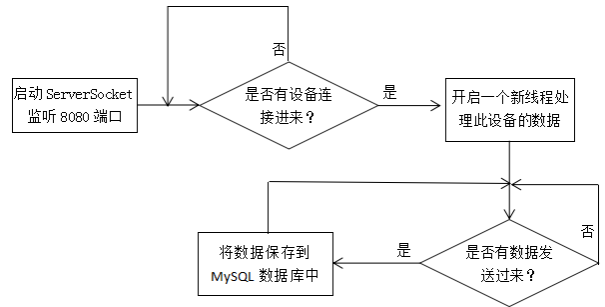 否
启动 ServerSocket
监听 8080 端口
是否有设备连
接进来？
是
开启一个新线程处
理此设备的数据
将数据保存到
MySQL 数据库中
是
是否有数据发
送过来？
否